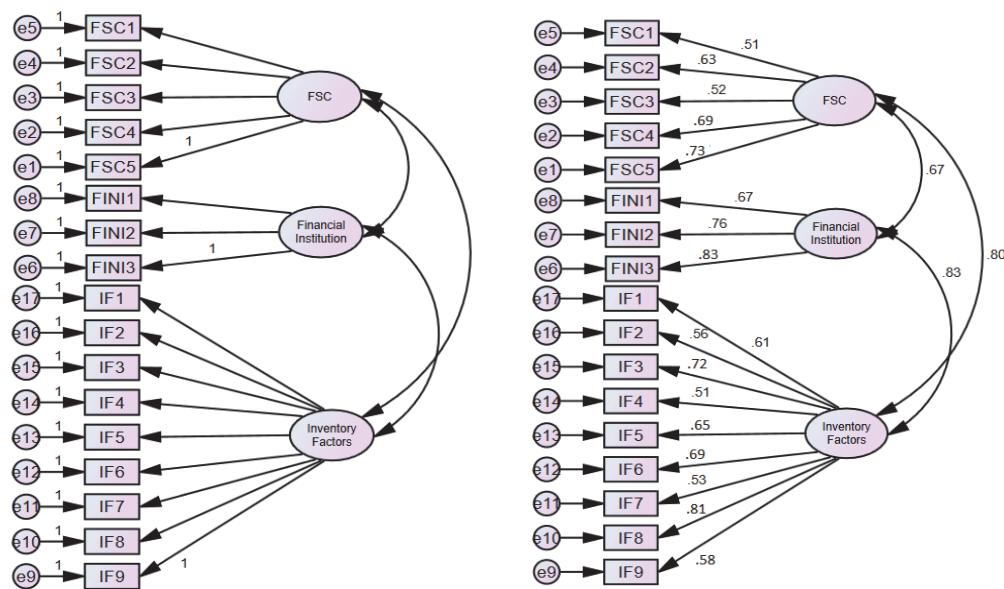 e5 1 FSC1
e4 1 FSC2
e3 1 FSC3
e2 1 FSC4
e1 1 FSC5
1
FSC
e8 1 FINI1
e7 1 FINI2
e6 1 FINI3
1
Financial
Institution
e17 1 IF1
e16 1 IF2
e15 1 IF3
e14 1 IF4
e13 1 IF5
e12 1 IF6
e11 1 IF7
e10 1 IF8
e9 1 IF9
1
Inventory
Factors
e5 FSC1 .51
e4 FSC2 .63
e3 FSC3 .52
e2 FSC4 .69
e1 FSC5 .73
FSC
e8 FINI1 .67
e7 FINI2 .76
e6 FINI3 .83
Financial
Institution
.67
.83
.80
e17 IF1 .61
e16 IF2 .56
e15 IF3 .72
e14 IF4 .51
e13 IF5 .65
e12 IF6 .69
e11 IF7 .53
e10 IF8 .81
e9 IF9 .58
Inventory
Factors